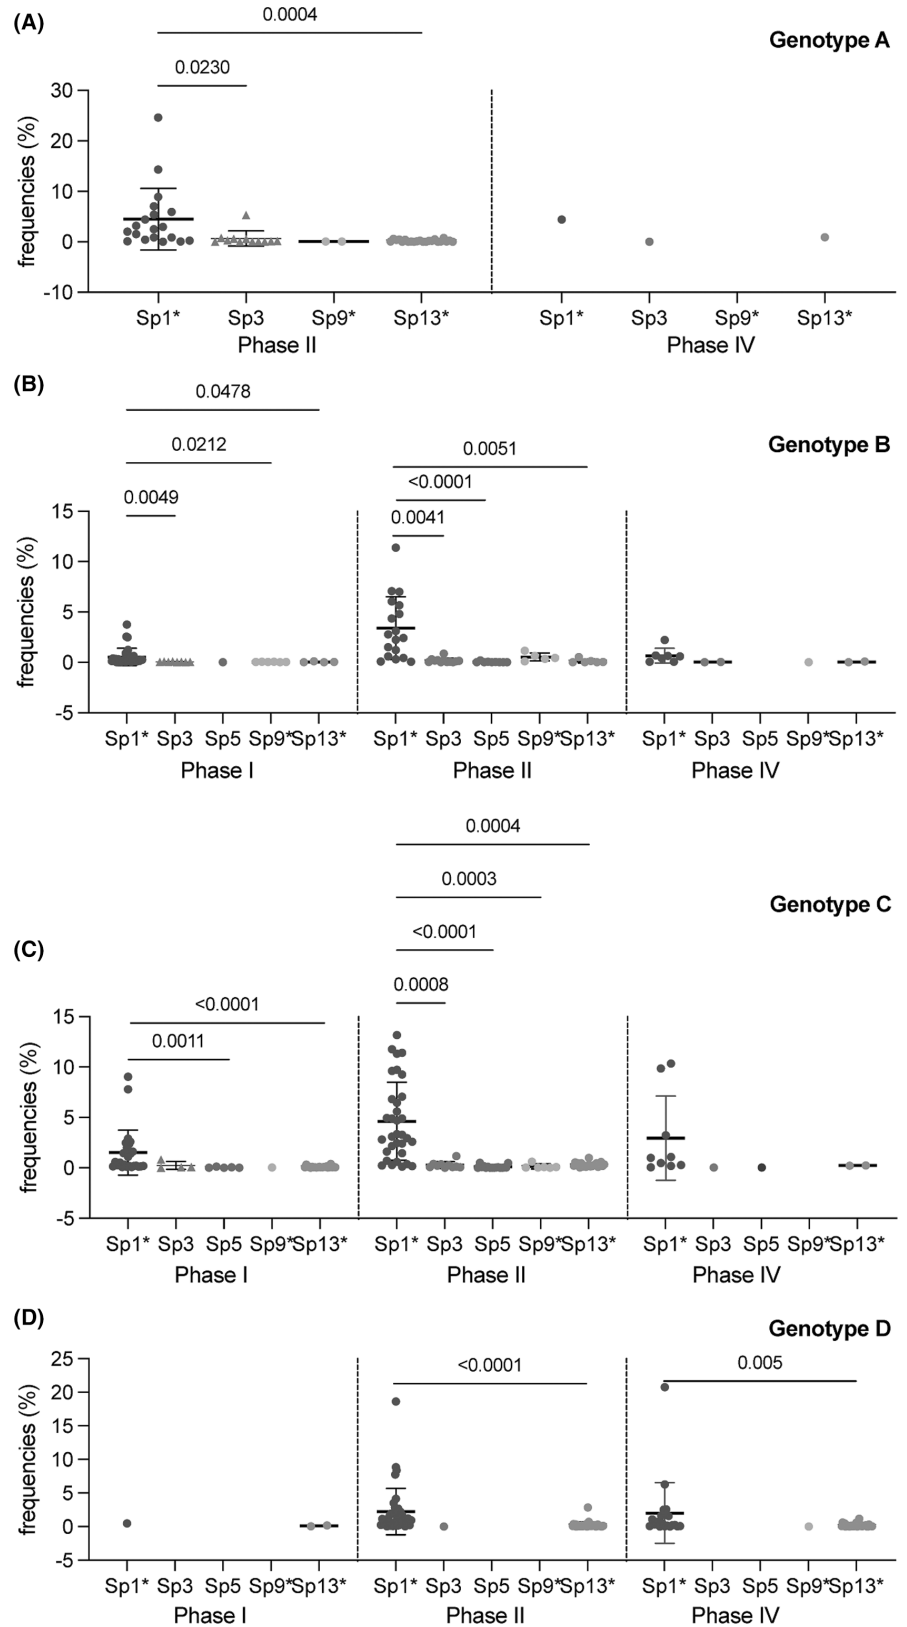 (A)
Genotype A
0.0004
0.0230
frequencies (%)
30
20
10
0
-10
Sp1* Sp3 Sp9* Sp13* Sp1* Sp3 Sp9* Sp13*
Phase II Phase IV
(B)
Genotype B
0.0478
0.0212
0.0049
0.0051
<0.0001
0.0041
frequencies (%)
15
10
5
0
-5
Sp1* Sp3 Sp5 Sp9* Sp13* Sp1* Sp3 Sp5 Sp9* Sp13* Sp1* Sp3 Sp5 Sp9* Sp13*
Phase I Phase II Phase IV
(C)
Genotype C
<0.0001
0.0011
0.0004
0.0003
<0.0001
0.0008
frequencies (%)
15
10
5
0
-5
Sp1* Sp3 Sp5 Sp9* Sp13* Sp1* Sp3 Sp5 Sp9* Sp13* Sp1* Sp3 Sp5 Sp9* Sp13*
Phase I Phase II Phase IV
(D)
Genotype D
<0.0001
0.005
frequencies (%)
25
20
15
10
5
0
-5
Sp1* Sp3 Sp5 Sp9* Sp13* Sp1* Sp3 Sp5 Sp9* Sp13* Sp1* Sp3 Sp5 Sp9* Sp13*
Phase I Phase II Phase IV